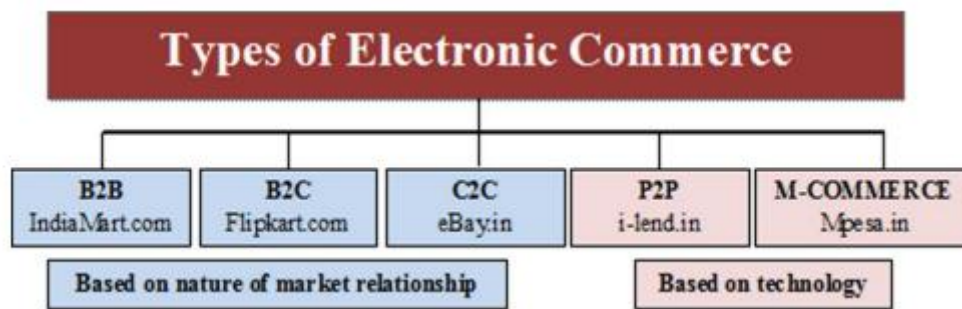 Types of Electronic Commerce
B2B
IndiaMart.com
B2C
Flipkart.com
C2C
eBay.in
P2P
i-lend.in
M-COMMERCE
Mpesa.in
Based on nature of market relationship
Based on technology